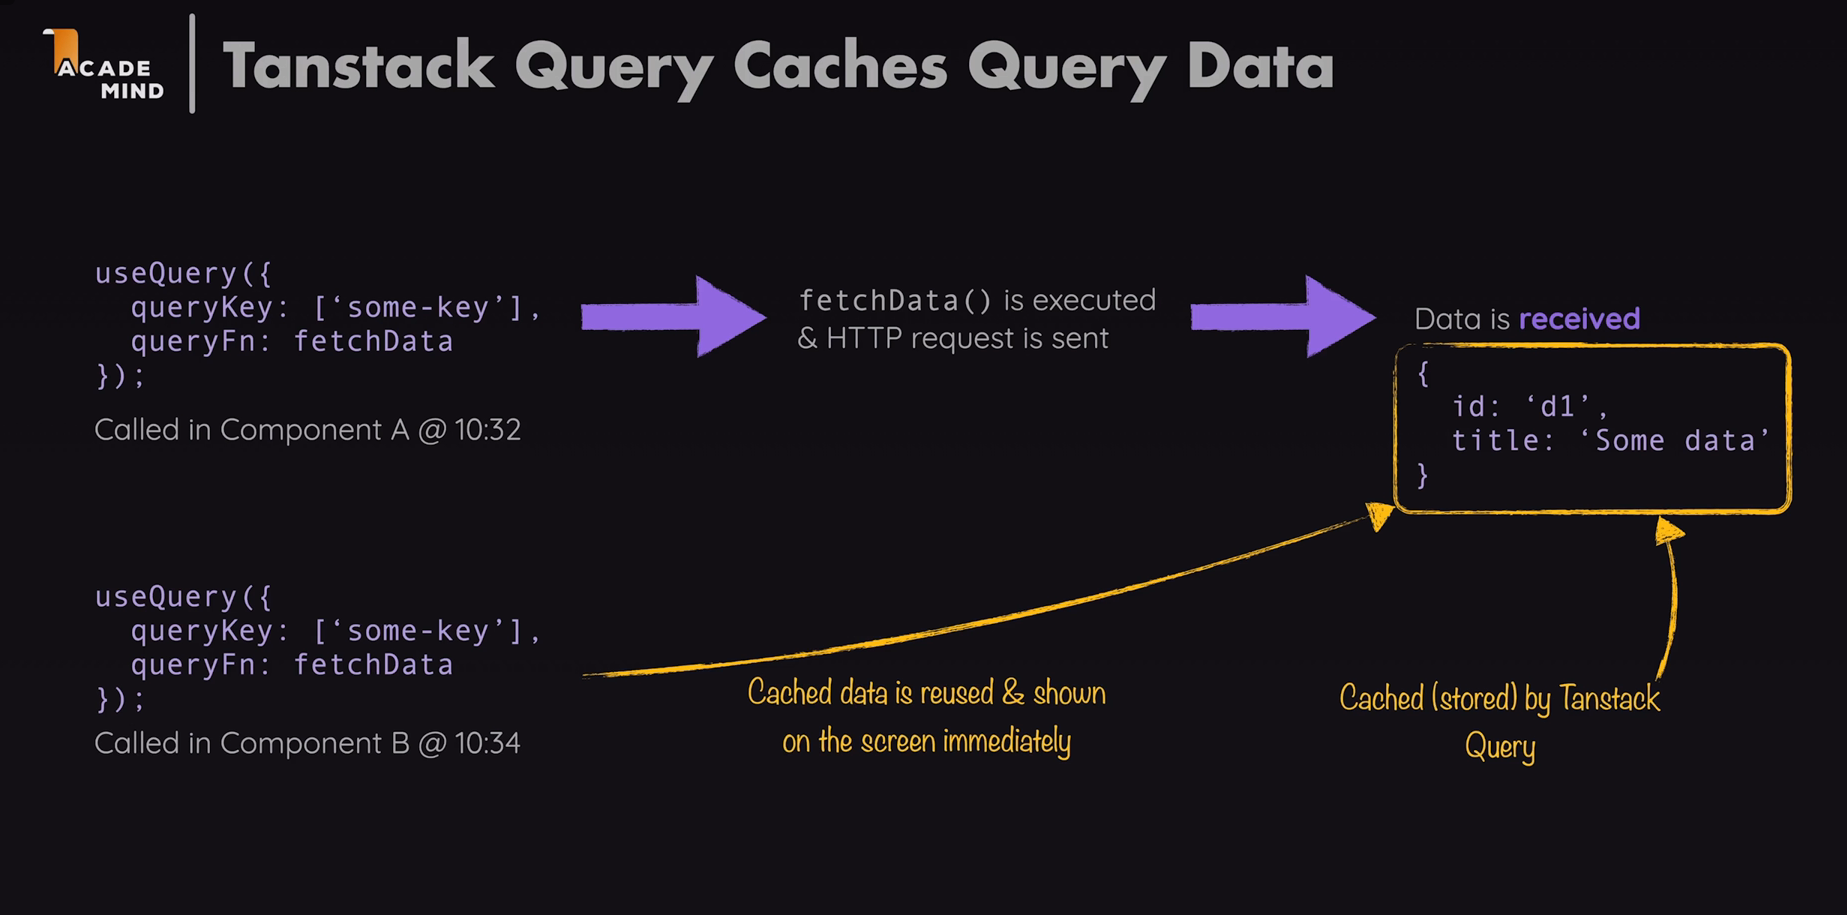 ACADE
MIND
Tanstack Query Caches Query Data
useQuery({
  queryKey: [‘some-key’],
  queryFn: fetchData
});
Called in Component A @ 10:32
fetchData() is executed
& HTTP request is sent
Data is received
{
  id: ‘d1’,
  title: ‘Some data’
}
useQuery({
  queryKey: [‘some-key’],
  queryFn: fetchData
});
Called in Component B @ 10:34
Cached data is reused & shown
on the screen immediately
Cached (stored) by Tanstack
Query